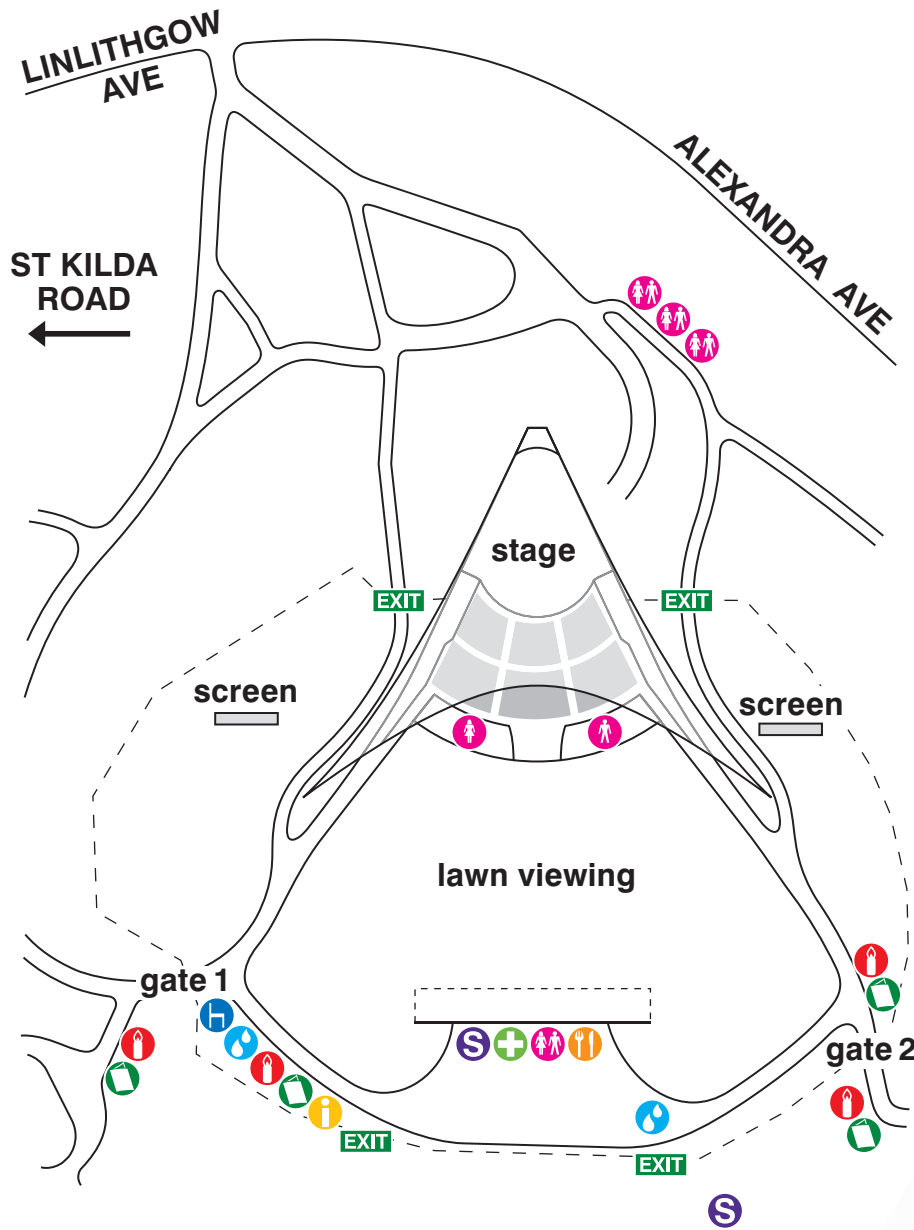 LINLITHGOW
AVE
ALEXANDRA AVE
ST KILDA
ROAD
stage
EXIT
EXIT
screen
screen
lawn viewing
gate 1
S
gate 2
i
EXIT
EXIT
S